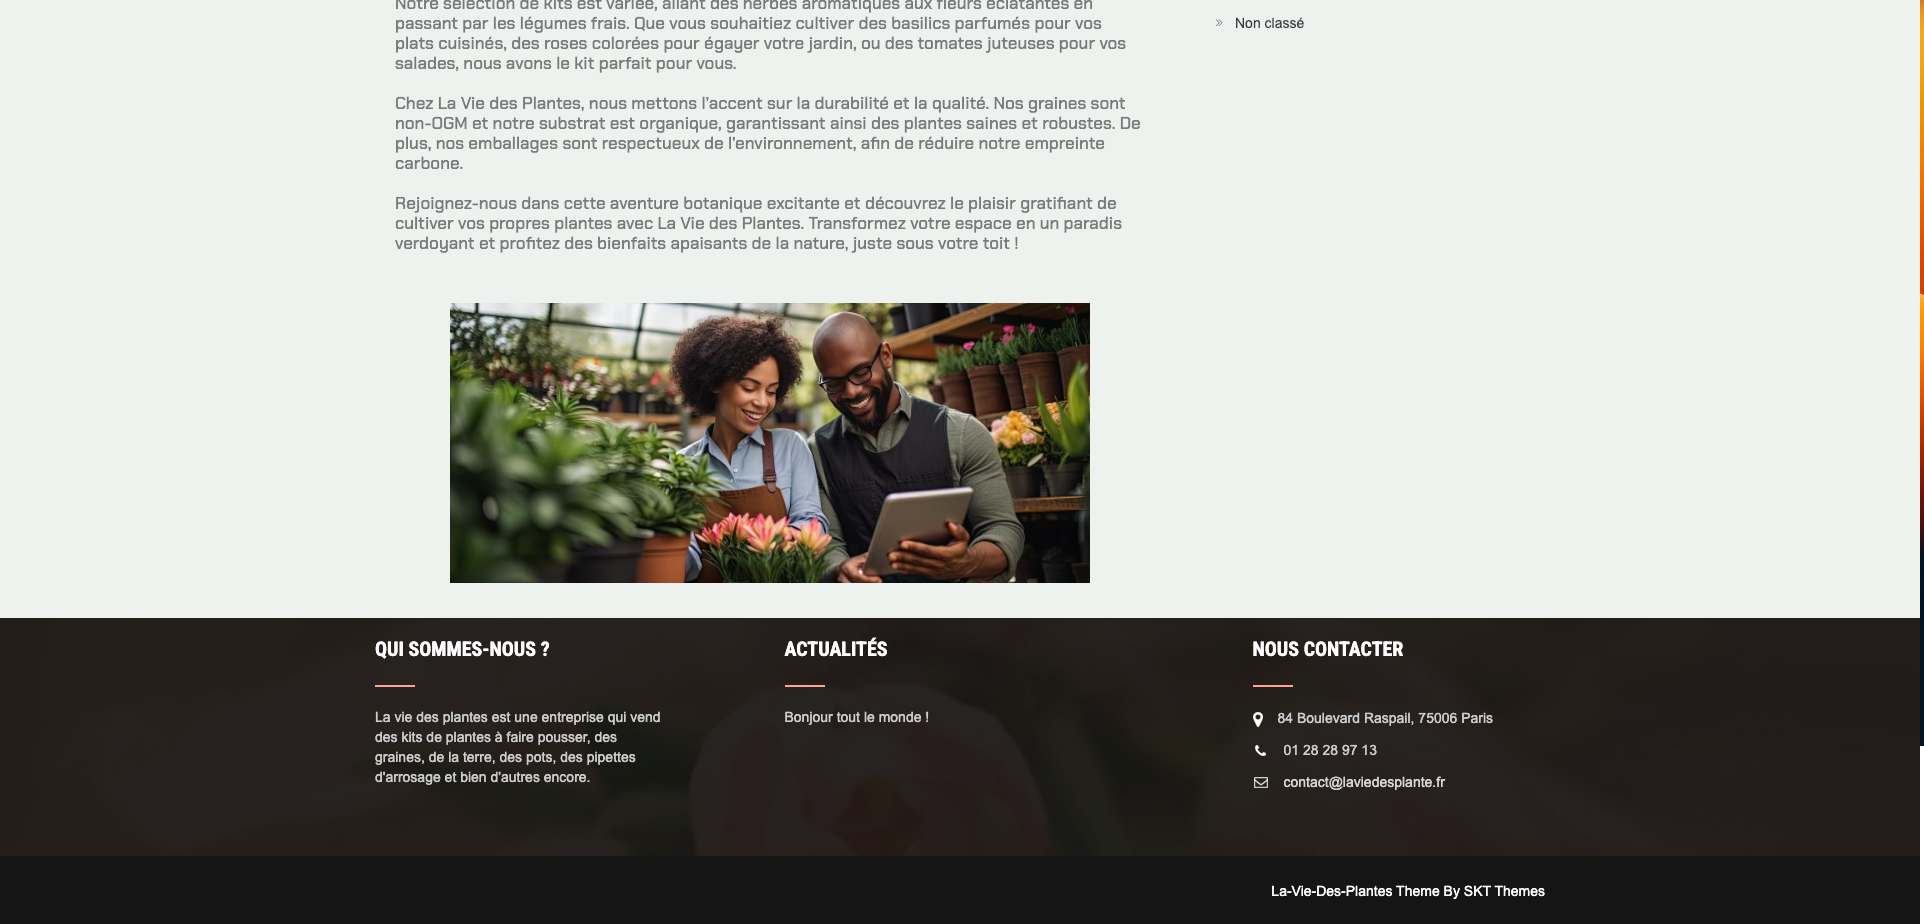 Notre sélection de kits est variée, allant des herbes aromatiques aux fleurs éclatantes en
passant par les légumes frais. Que vous souhaitiez cultiver des basilics parfumés pour vos
plats cuisinés, des roses colorées pour égayer votre jardin, ou des tomates juteuses pour vos
salades, nous avons le kit parfait pour vous.
Chez La Vie des Plantes, nous mettons l’accent sur la durabilité et la qualité. Nos graines sont
non-OGM et notre substrat est organique, garantissant ainsi des plantes saines et robustes. De
plus, nos emballages sont respectueux de l’environnement, afin de réduire notre empreinte
carbone.
Rejoignez-nous dans cette aventure botanique excitante et découvrez le plaisir gratifiant de
cultiver vos propres plantes avec La Vie des Plantes. Transformez votre espace en un paradis
verdoyant et profitez des bienfaits apaisants de la nature, juste sous votre toit !
» Non classé
QUI SOMMES-NOUS ?
La vie des plantes est une entreprise qui vend
des kits de plantes à faire pousser, des
graines, de la terre, des pots, des pipettes
d'arrosage et bien d'autres encore.
ACTUALITÉS
Bonjour tout le monde !
NOUS CONTACTER
84 Boulevard Raspail, 75006 Paris
01 28 28 97 13
contact@laviedesplante.fr
La-Vie-Des-Plantes Theme By SKT Themes